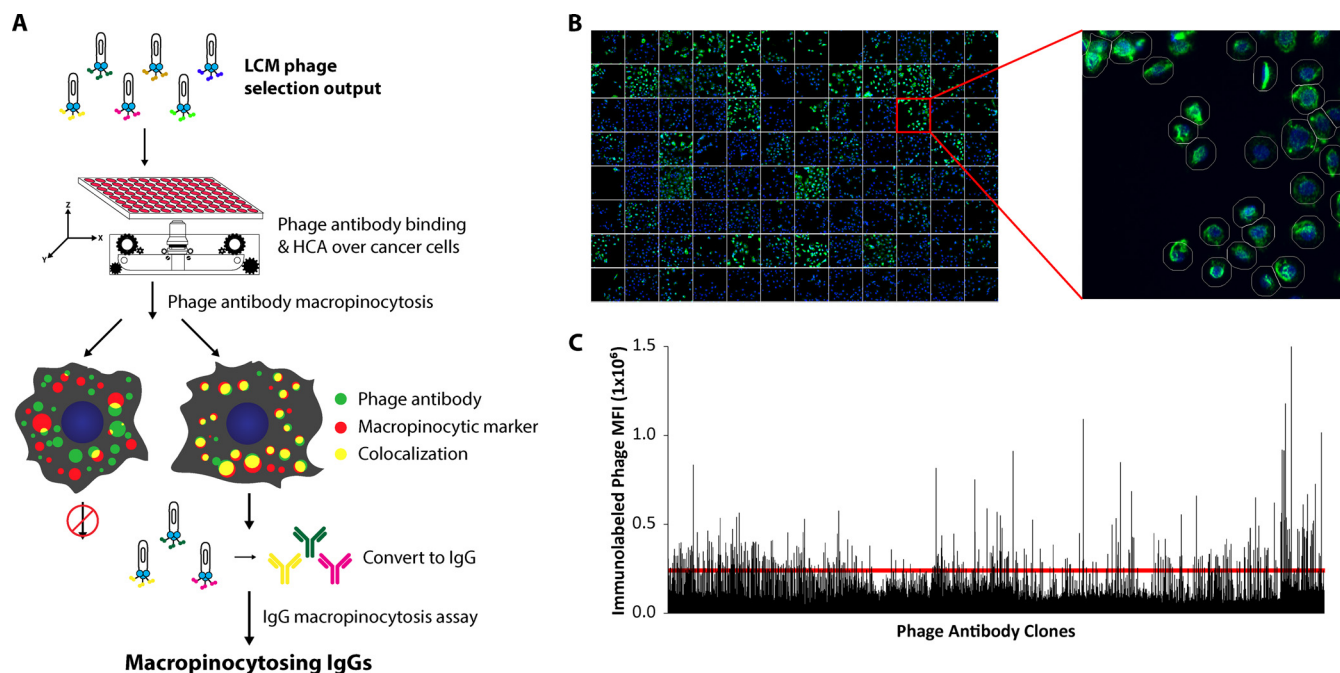 A
LCM phage
selection output
Z
X
Y
Phage antibody binding
& HCA over cancer cells
Phage antibody macropinocytosis
Phage antibody
Macropinocytic marker
Colocalization
Convert to IgG
IgG macropinocytosis assay
Macropinocytosing IgGs
B
C
Immunolabeled Phage MFI (1x10⁶)
1.5
1.0
0.5
0.0
Phage Antibody Clones